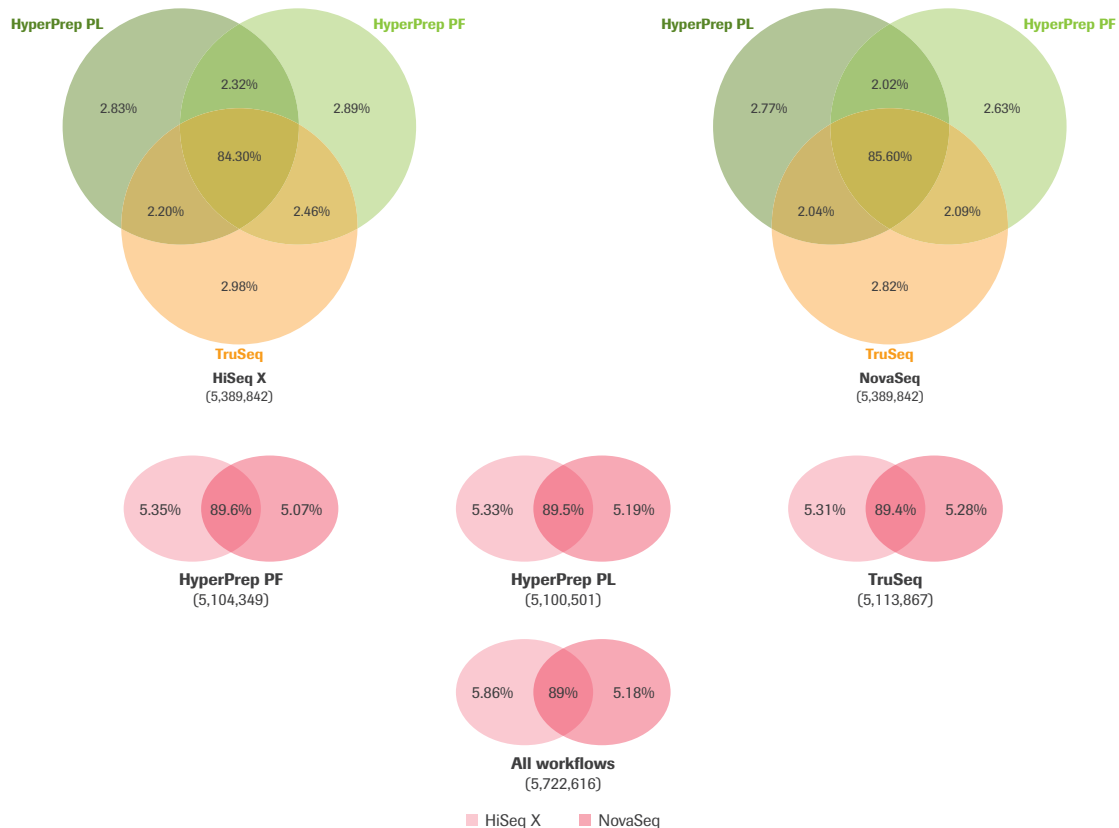 HyperPrep PL
HyperPrep PF
2.32%
2.83%
2.89%
84.30%
2.20%
2.46%
2.98%
TruSeq
HiSeq X
(5,389,842)
HyperPrep PL
HyperPrep PF
2.02%
2.77%
2.63%
85.60%
2.04%
2.09%
2.82%
TruSeq
NovaSeq
(5,389,842)
5.35%
89.6%
5.07%
HyperPrep PF
(5,104,349)
5.33%
89.5%
5.19%
HyperPrep PL
(5,100,501)
5.31%
89.4%
5.28%
TruSeq
(5,113,867)
5.86%
89%
5.18%
All workflows
(5,722,616)
HiSeq X
NovaSeq